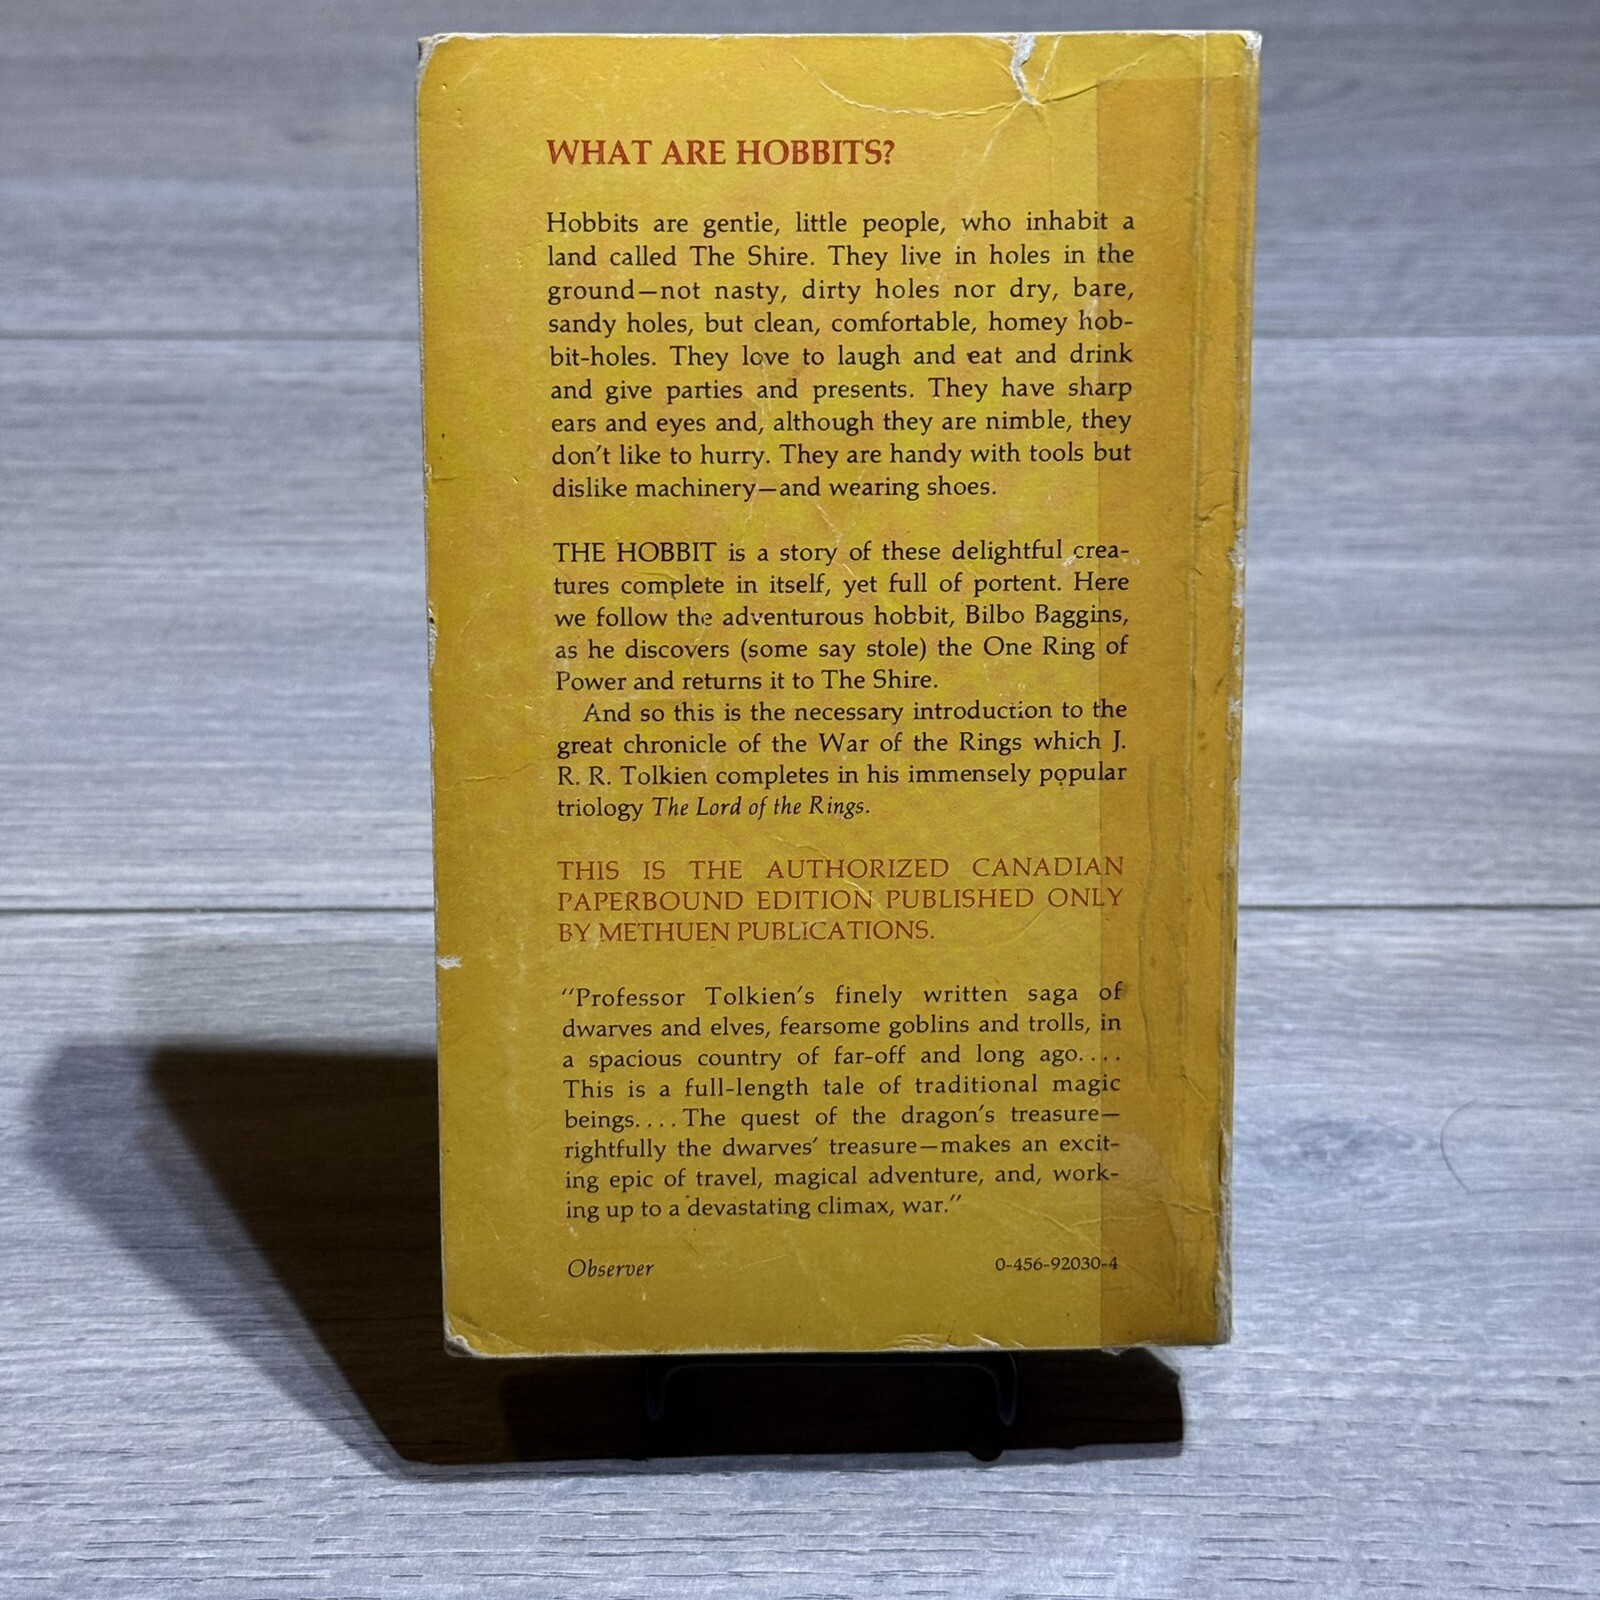 WHAT ARE HOBBITS?
Hobbits are gentle, little people, who inhabit a
land called The Shire. They live in holes in the
ground—not nasty, dirty holes nor dry, bare,
sandy holes, but clean, comfortable, homey hob-
bit-holes. They love to laugh and eat and drink
and give parties and presents. They have sharp
ears and eyes and, although they are nimble, they
don't like to hurry. They are handy with tools but
dislike machinery—and wearing shoes.
THE HOBBIT is a story of these delightful crea-
tures complete in itself, yet full of portent. Here
we follow the adventurous hobbit, Bilbo Baggins,
as he discovers (some say stole) the One Ring of
Power and returns it to The Shire.
And so this is the necessary introduction to the
great chronicle of the War of the Rings which J.
R. R. Tolkien completes in his immensely popular
triology The Lord of the Rings.
THIS IS THE AUTHORIZED CANADIAN
PAPERBOUND EDITION PUBLISHED ONLY
BY METHUEN PUBLICATIONS.
"Professor Tolkien's finely written saga of
dwarves and elves, fearsome goblins and trolls, in
a spacious country of far-off and long ago....
This is a full-length tale of traditional magic
beings.... The quest of the dragon's treasure—
rightfully the dwarves' treasure—makes an excit-
ing epic of travel, magical adventure, and, work-
ing up to a devastating climax, war."
Observer 0-456-92030-4